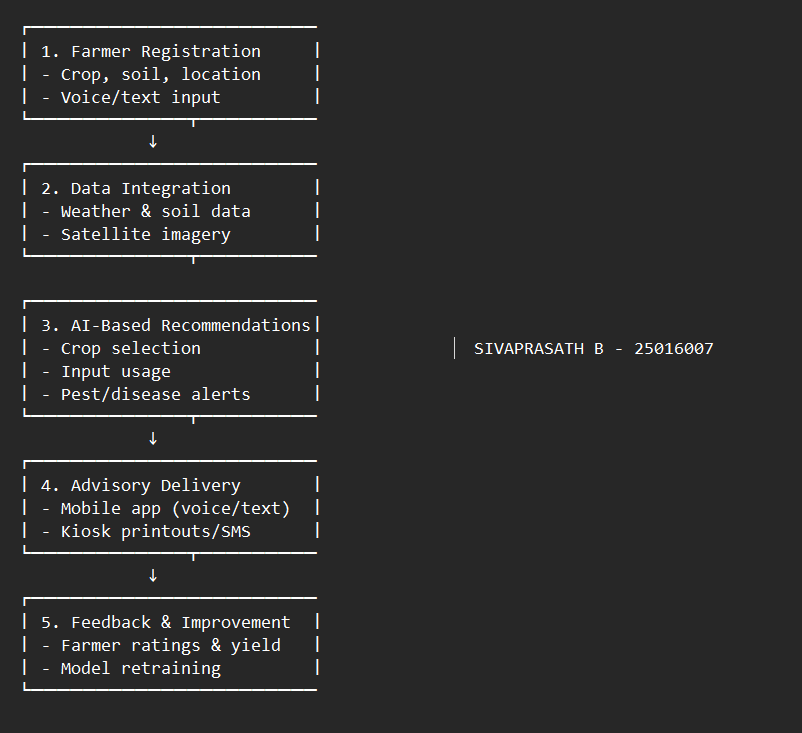 1. Farmer Registration
- Crop, soil, location
- Voice/text input
↓
2. Data Integration
- Weather & soil data
- Satellite imagery
3. AI-Based Recommendations
- Crop selection
SIVAPRASATH B - 25016007
- Input usage
- Pest/disease alerts
↓
4. Advisory Delivery
- Mobile app (voice/text)
- Kiosk printouts/SMS
↓
5. Feedback & Improvement
- Farmer ratings & yield
- Model retraining